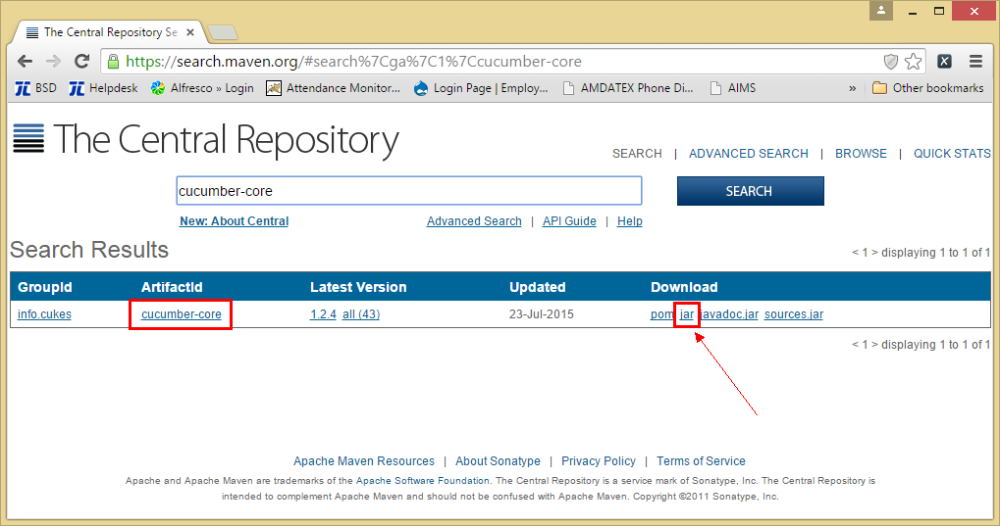 The Central Repository Se
https://search.maven.org/#search%7Cga%7C1%7Ccucumber-core
BSD Helpdesk Alfresco » Login Attendance Monitor... Login Page | Employ... AMDATEX Phone Di... AIMS » Other bookmarks
The Central Repository
SEARCH | ADVANCED SEARCH | BROWSE | QUICK STATS
cucumber-core SEARCH
New: About Central Advanced Search | API Guide | Help
Search Results < 1 > displaying 1 to 1 of 1
GroupId ArtifactId Latest Version Updated Download
info.cukes cucumber-core 1.2.4 all (43) 23-Jul-2015 pom jar javadoc.jar sources.jar
< 1 > displaying 1 to 1 of 1
Apache Maven Resources | About Sonatype | Privacy Policy | Terms of Service
Apache and Apache Maven are trademarks of the Apache Software Foundation. The Central Repository is a service mark of Sonatype, Inc. The Central Repository is
intended to complement Apache Maven and should not be confused with Apache Maven. Copyright ©2011 Sonatype, Inc.